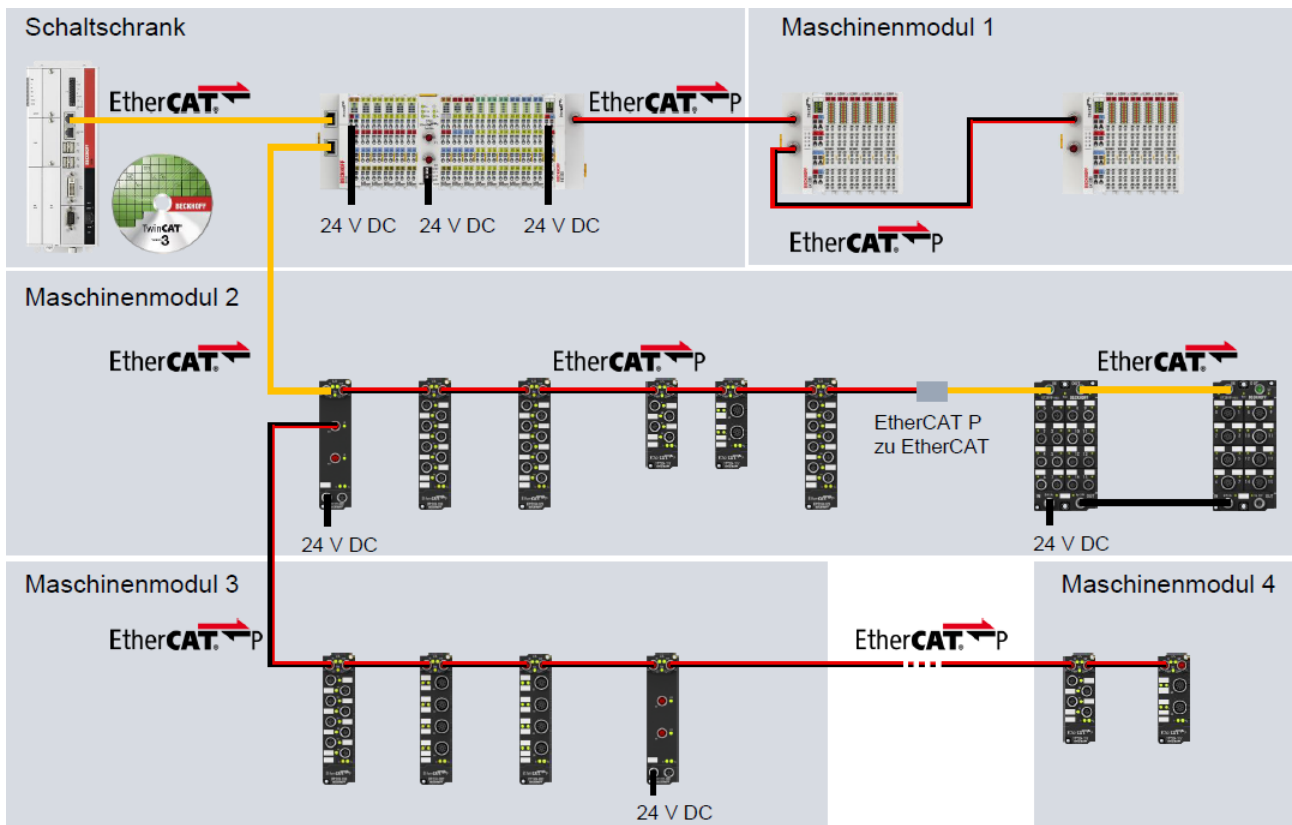 Schaltschrank
EtherCAT®
EtherCAT® P
BECKHOFF
TwinCAT®
3
24 V DC
24 V DC
24 V DC
Maschinenmodul 1
EtherCAT® P
Maschinenmodul 2
EtherCAT®
EtherCAT® P
EtherCAT®
EtherCAT P
zu EtherCAT
24 V DC
24 V DC
Maschinenmodul 3
Maschinenmodul 4
EtherCAT® P
EtherCAT® P
24 V DC